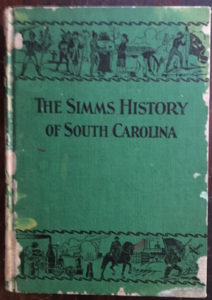 THE SIMMS HISTORY
OF SOUTH CAROLINA